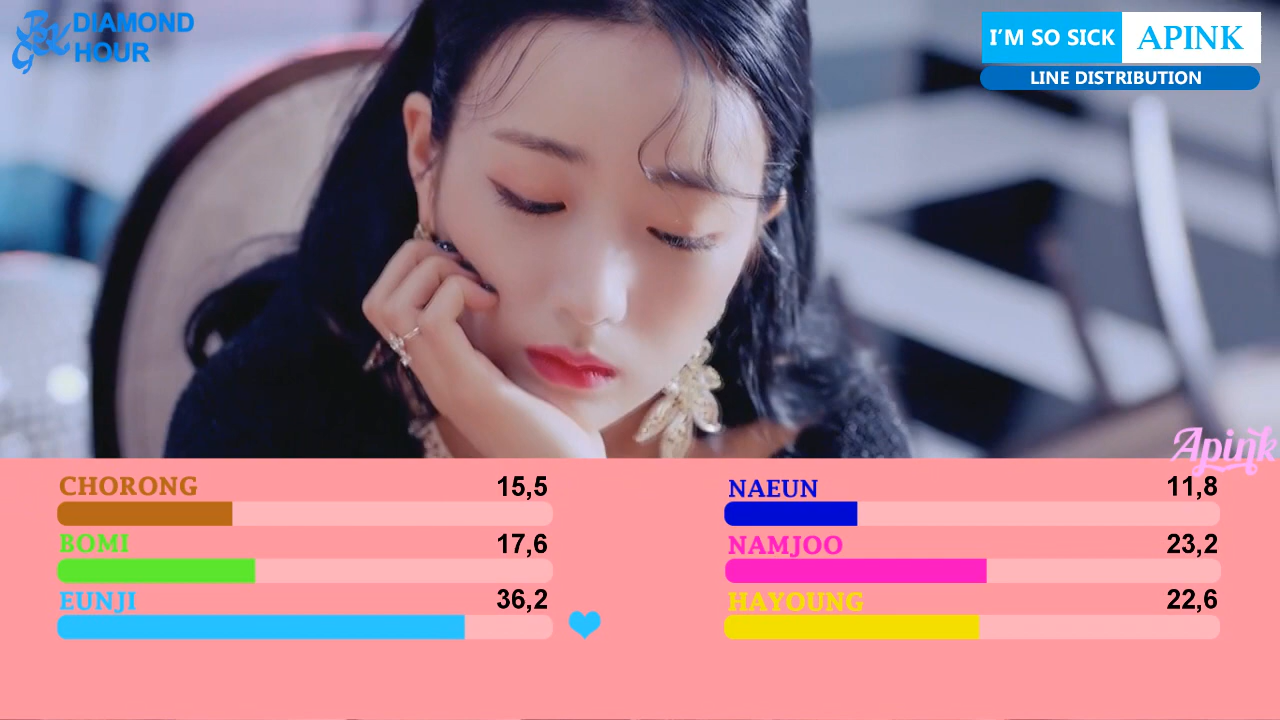 DIAMOND
HOUR
I'M SO SICK APINK
LINE DISTRIBUTION
Apink
CHORONG 15,5
NAEUN 11,8
BOMI 17,6
NAMJOO 23,2
EUNJI 36,2
HAYOUNG 22,6